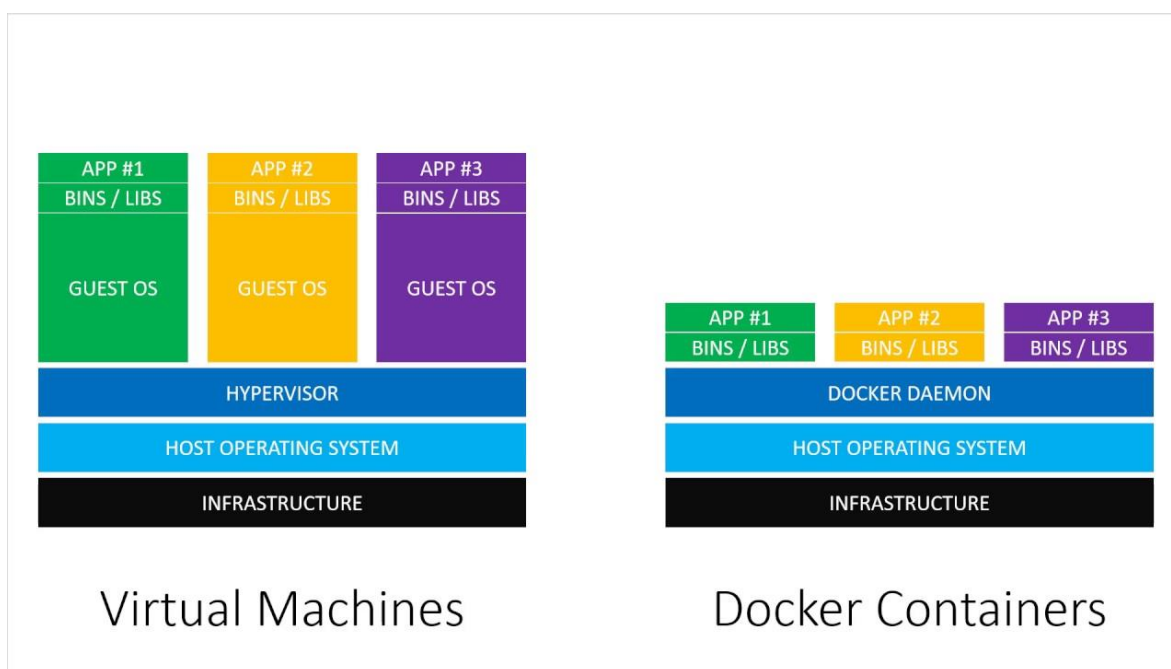 APP #1
BINS / LIBS
GUEST OS
APP #2
BINS / LIBS
GUEST OS
APP #3
BINS / LIBS
GUEST OS
HYPERVISOR
HOST OPERATING SYSTEM
INFRASTRUCTURE
Virtual Machines
APP #1
BINS / LIBS
APP #2
BINS / LIBS
APP #3
BINS / LIBS
DOCKER DAEMON
HOST OPERATING SYSTEM
INFRASTRUCTURE
Docker Containers